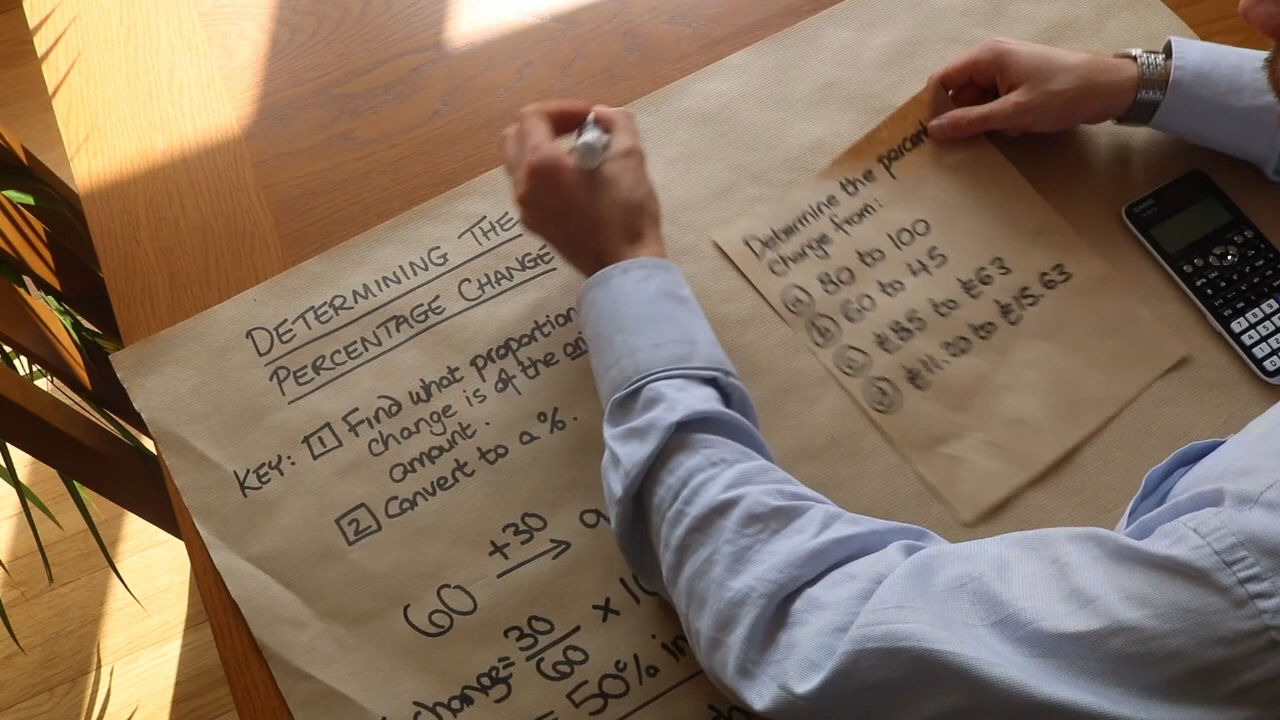 DETERMINING THE
PERCENTAGE CHANGE
KEY: 1 Find what proportion
change is of the
amount.
2 Convert to a %.
60 +30
change = 30/60 ×
= 50% in
Determine the
change from:
a 80 to 100
b 60 to 45
c £85 to £63
d to £15.63
CASIO